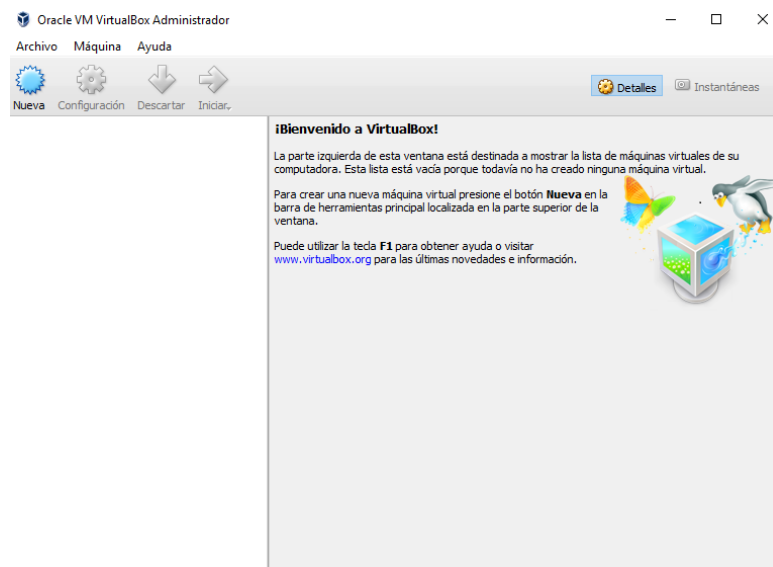 Oracle VM VirtualBox Administrador
Archivo Máquina Ayuda
Nueva Configuración Descartar Iniciar
Detalles Instantáneas
¡Bienvenido a VirtualBox!
La parte izquierda de esta ventana está destinada a mostrar la lista de máquinas virtuales de su
computadora. Esta lista está vacía porque todavía no ha creado ninguna máquina virtual.
Para crear una nueva máquina virtual presione el botón Nueva en la
barra de herramientas principal localizada en la parte superior de la
ventana.
Puede utilizar la tecla F1 para obtener ayuda o visitar
www.virtualbox.org para las últimas novedades e información.